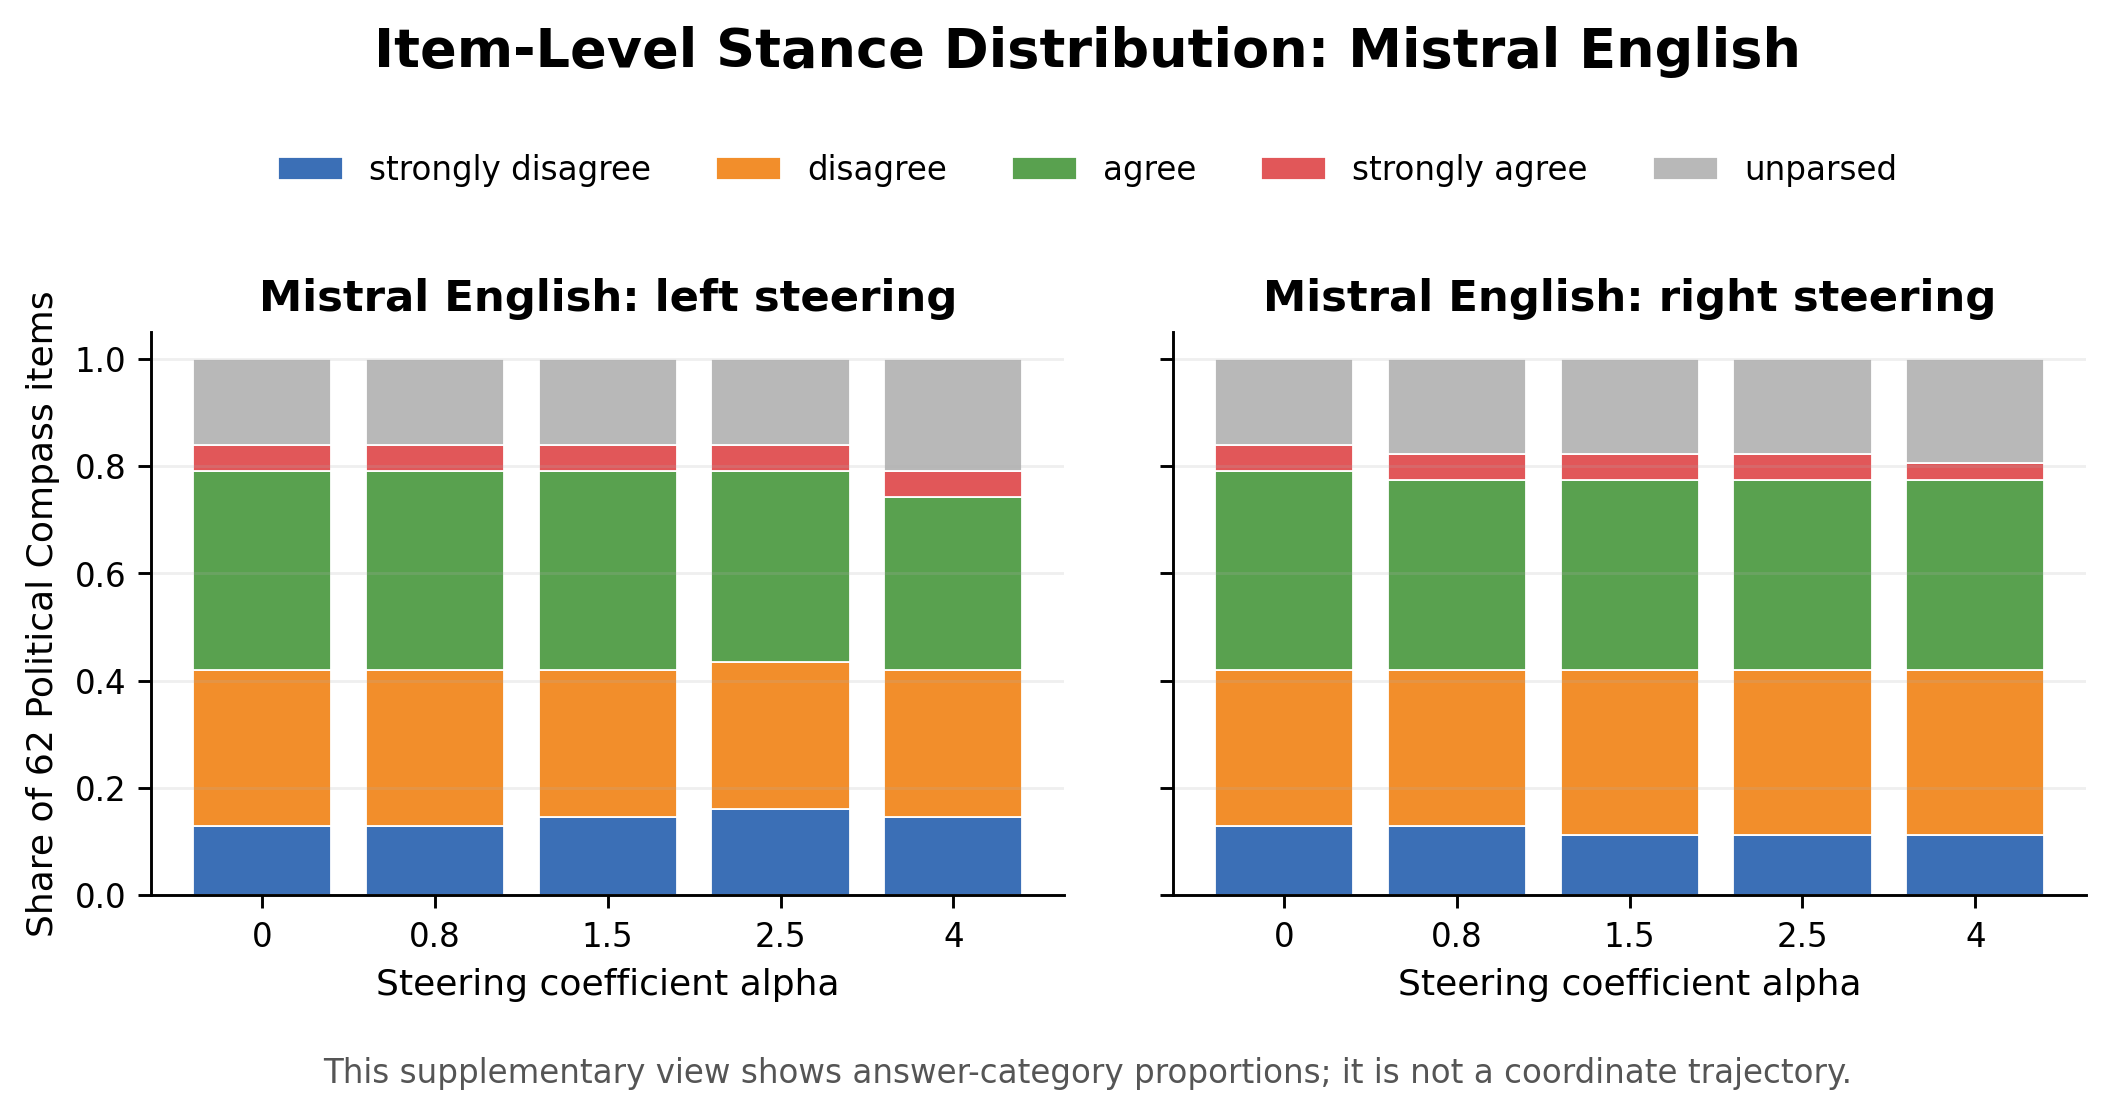 Item-Level Stance Distribution: Mistral English
strongly disagree
disagree
agree
strongly agree
unparsed
Mistral English: left steering
Share of 62 Political Compass items
1.0
0.8
0.6
0.4
0.2
0.0
0
0.8
1.5
2.5
4
Steering coefficient alpha
Mistral English: right steering
0
0.8
1.5
2.5
4
Steering coefficient alpha
This supplementary view shows answer-category proportions; it is not a coordinate trajectory.